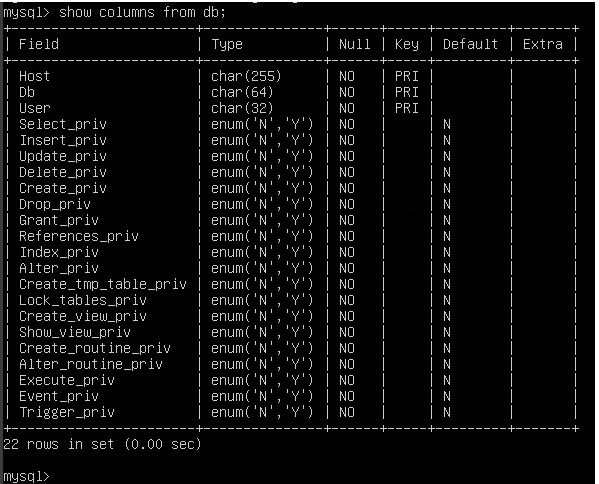 mysql> show columns from db;
+-----------------------+---------------+------+-----+---------+-------+
| Field                 | Type          | Null | Key | Default | Extra |
+-----------------------+---------------+------+-----+---------+-------+
| Host                  | char(255)     | NO   | PRI |         |       |
| Db                    | char(64)      | NO   | PRI |         |       |
| User                  | char(32)      | NO   | PRI |         |       |
| Select_priv           | enum('N','Y') | NO   |     | N       |       |
| Insert_priv           | enum('N','Y') | NO   |     | N       |       |
| Update_priv           | enum('N','Y') | NO   |     | N       |       |
| Delete_priv           | enum('N','Y') | NO   |     | N       |       |
| Create_priv           | enum('N','Y') | NO   |     | N       |       |
| Drop_priv             | enum('N','Y') | NO   |     | N       |       |
| Grant_priv            | enum('N','Y') | NO   |     | N       |       |
| References_priv       | enum('N','Y') | NO   |     | N       |       |
| Index_priv            | enum('N','Y') | NO   |     | N       |       |
| Alter_priv            | enum('N','Y') | NO   |     | N       |       |
| Create_tmp_table_priv | enum('N','Y') | NO   |     | N       |       |
| Lock_tables_priv      | enum('N','Y') | NO   |     | N       |       |
| Create_view_priv      | enum('N','Y') | NO   |     | N       |       |
| Show_view_priv        | enum('N','Y') | NO   |     | N       |       |
| Create_routine_priv   | enum('N','Y') | NO   |     | N       |       |
| Alter_routine_priv    | enum('N','Y') | NO   |     | N       |       |
| Execute_priv          | enum('N','Y') | NO   |     | N       |       |
| Event_priv            | enum('N','Y') | NO   |     | N       |       |
| Trigger_priv          | enum('N','Y') | NO   |     | N       |       |
+-----------------------+---------------+------+-----+---------+-------+
22 rows in set (0.00 sec)
mysql>